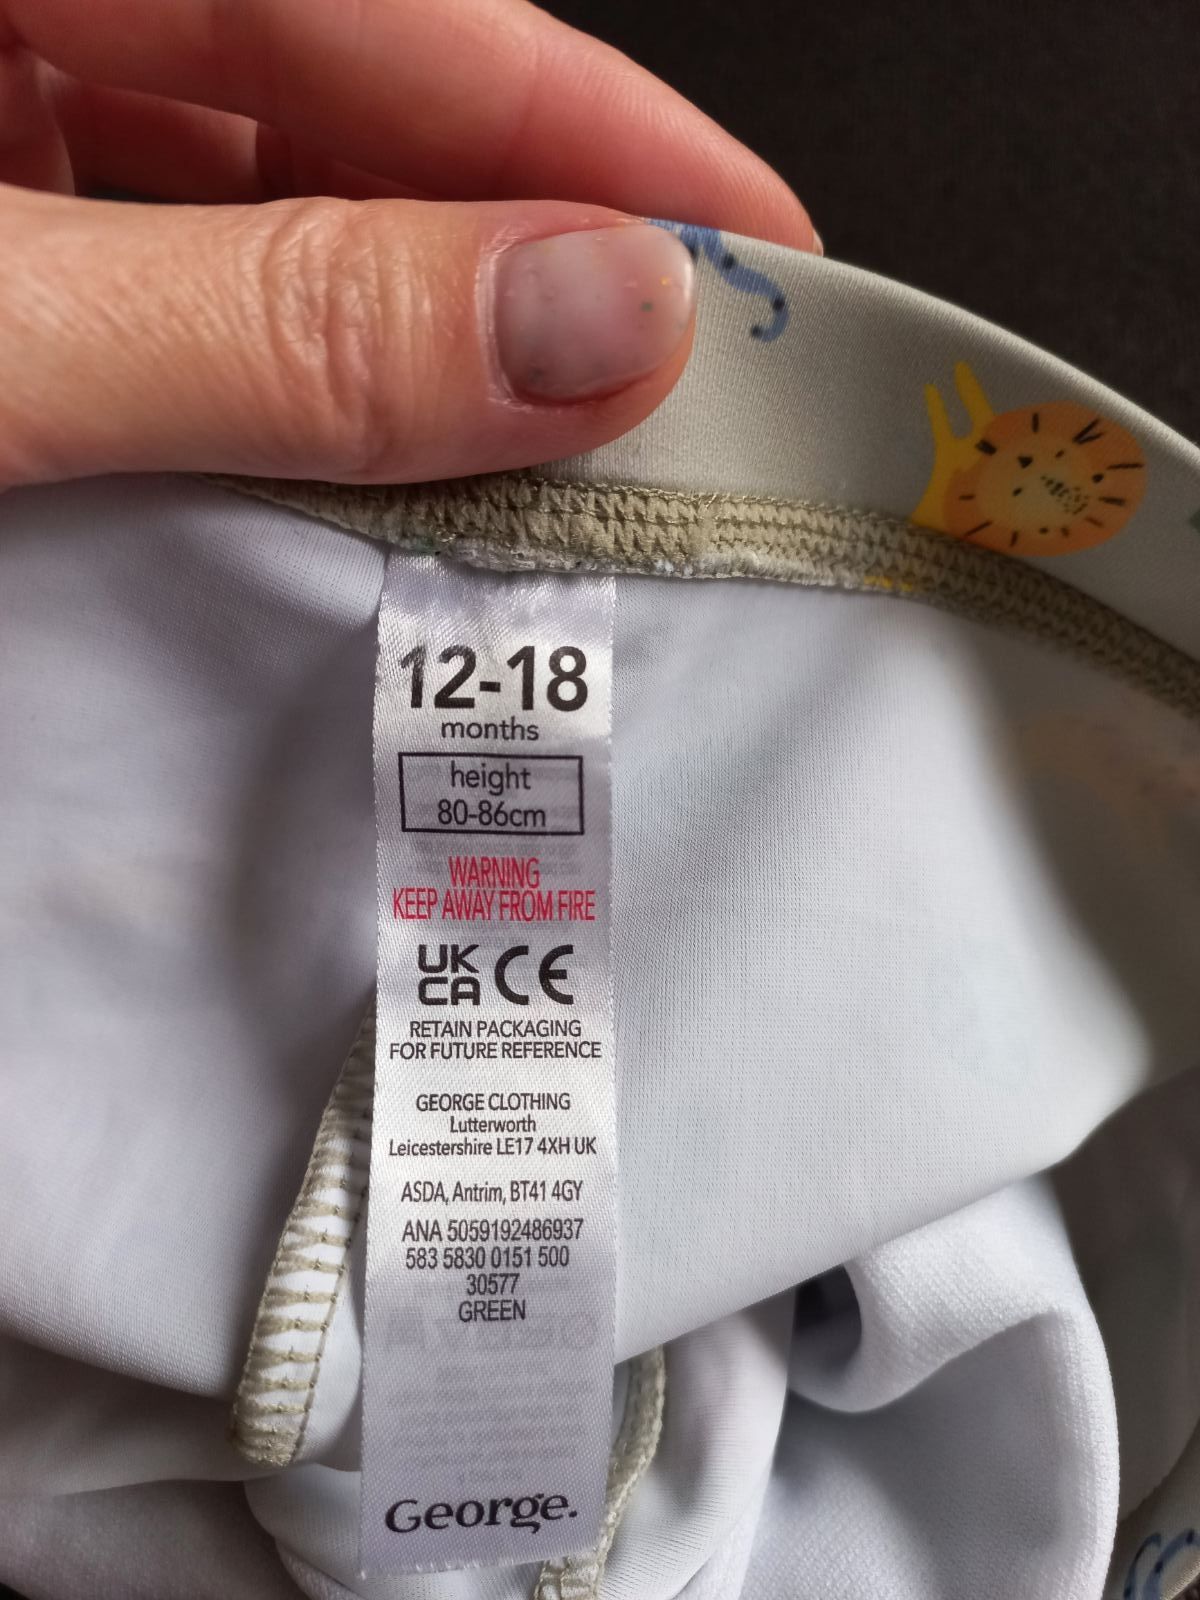 12-18
months
height
80-86cm
WARNING
KEEP AWAY FROM FIRE
UK
CA CE
RETAIN PACKAGING
FOR FUTURE REFERENCE
GEORGE CLOTHING
Lutterworth
Leicestershire LE17 4XH UK
ASDA, Antrim, BT41 4GY
ANA 5059192486937
583 5830 0151 500
30577
GREEN
George.